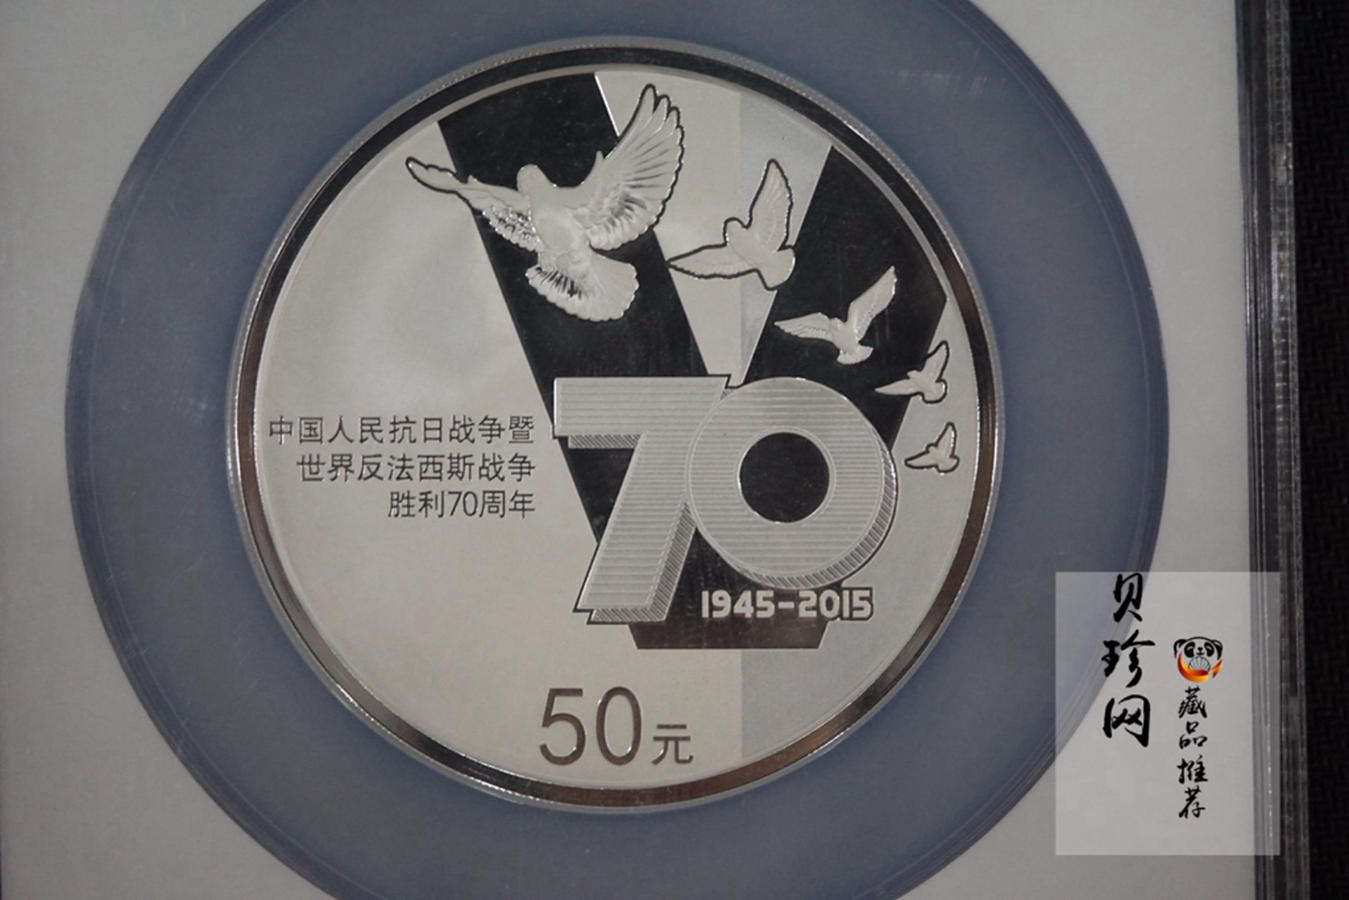 中国人民抗日战争暨
世界反法西斯战争
胜利70周年
70
1945-2015
50元
贝珍网
藏品推荐